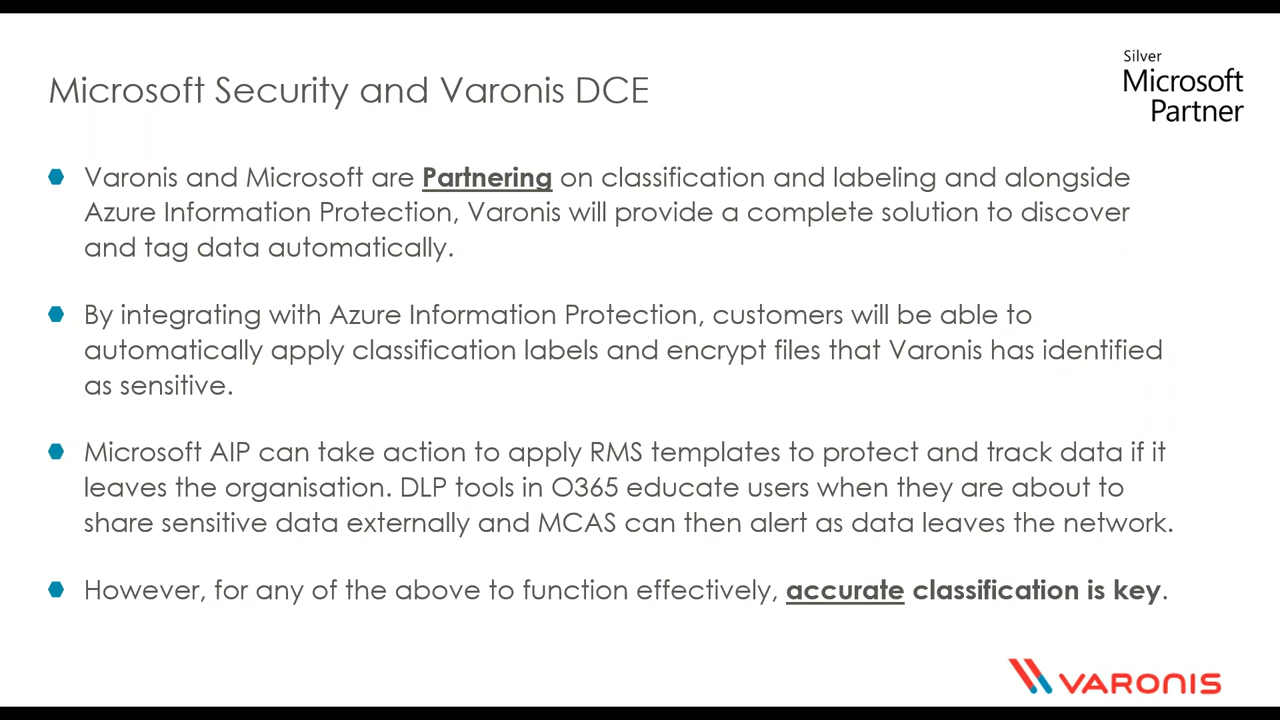 Microsoft Security and Varonis DCE
Silver
Microsoft
Partner
Varonis and Microsoft are Partnering on classification and labeling and alongside
Azure Information Protection, Varonis will provide a complete solution to discover
and tag data automatically.
By integrating with Azure Information Protection, customers will be able to
automatically apply classification labels and encrypt files that Varonis has identified
as sensitive.
Microsoft AIP can take action to apply RMS templates to protect and track data if it
leaves the organisation. DLP tools in O365 educate users when they are about to
share sensitive data externally and MCAS can then alert as data leaves the network.
However, for any of the above to function effectively, accurate classification is key.
VARONIS